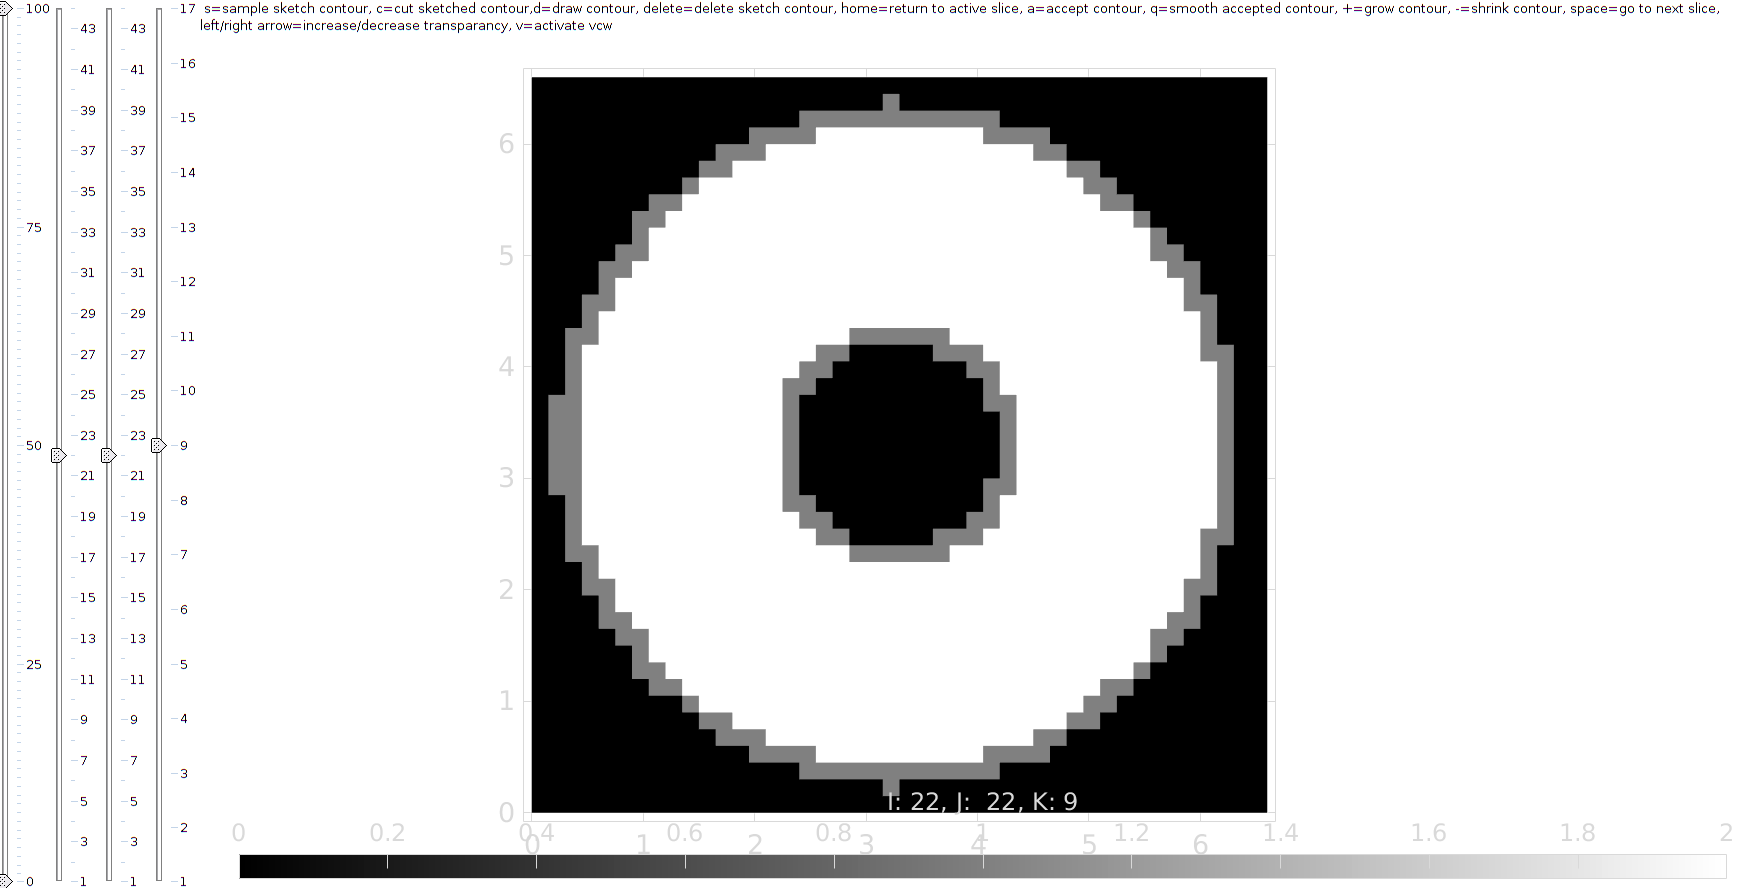 s=sample sketch contour, c=cut sketched contour,d=draw contour, delete=delete sketch contour, home=return to active slice, a=accept contour, q=smooth accepted contour, +=grow contour, -=shrink contour, space=go to next slice,
left/right arrow=increase/decrease transparancy, v=activate vcw
100 43 43 17
41 41 16
39 39 15
37 37 14
35 35
75 33 33 13
31 31 12
29 29 11
27 27
25 25 10
50 23 23 9
21 21 8
19 19
17 17 7
15 15 6
25 13 13 5
11 11
9 9 4
7 7 3
5 5 2
3 3
0 1 1 1
6
5
4
3
2
1
0
I: 22, J: 22, K: 9
0 0.2 0.4 0.6 0.8 1 1.2 1.4 1.6 1.8 2
0 1 2 3 4 5 6